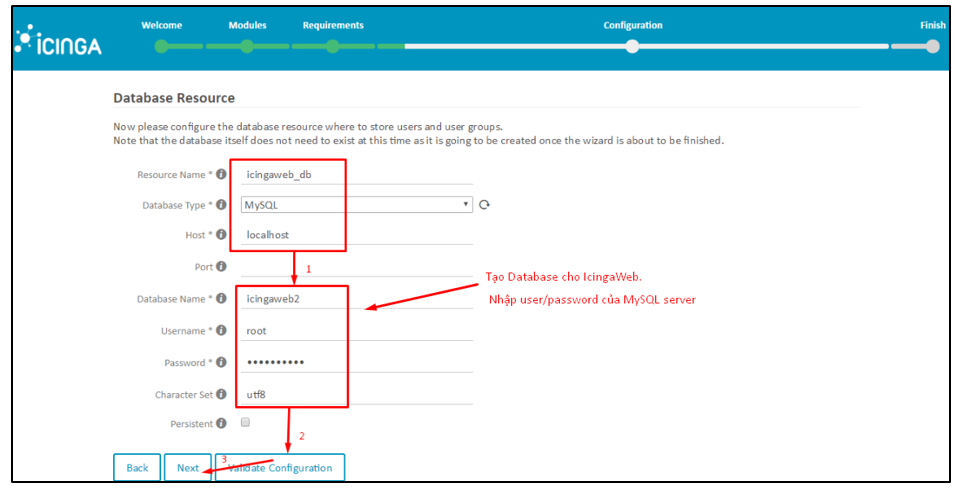 Welcome Modules Requirements Configuration Finish
ICINGA
Database Resource
Now please configure the database resource where to store users and user groups.
Note that the database itself does not need to exist at this time as it is going to be created once the wizard is about to be finished.
Resource Name * icingaweb_db
Database Type * MySQL
Host * localhost
Port
1
Tạo Database cho IcingaWeb.
Nhập user/password của MySQL server
Database Name * icingaweb2
Username * root
Password * ••••••••••
Character Set utf8
Persistent
2
3
Back Next Validate Configuration